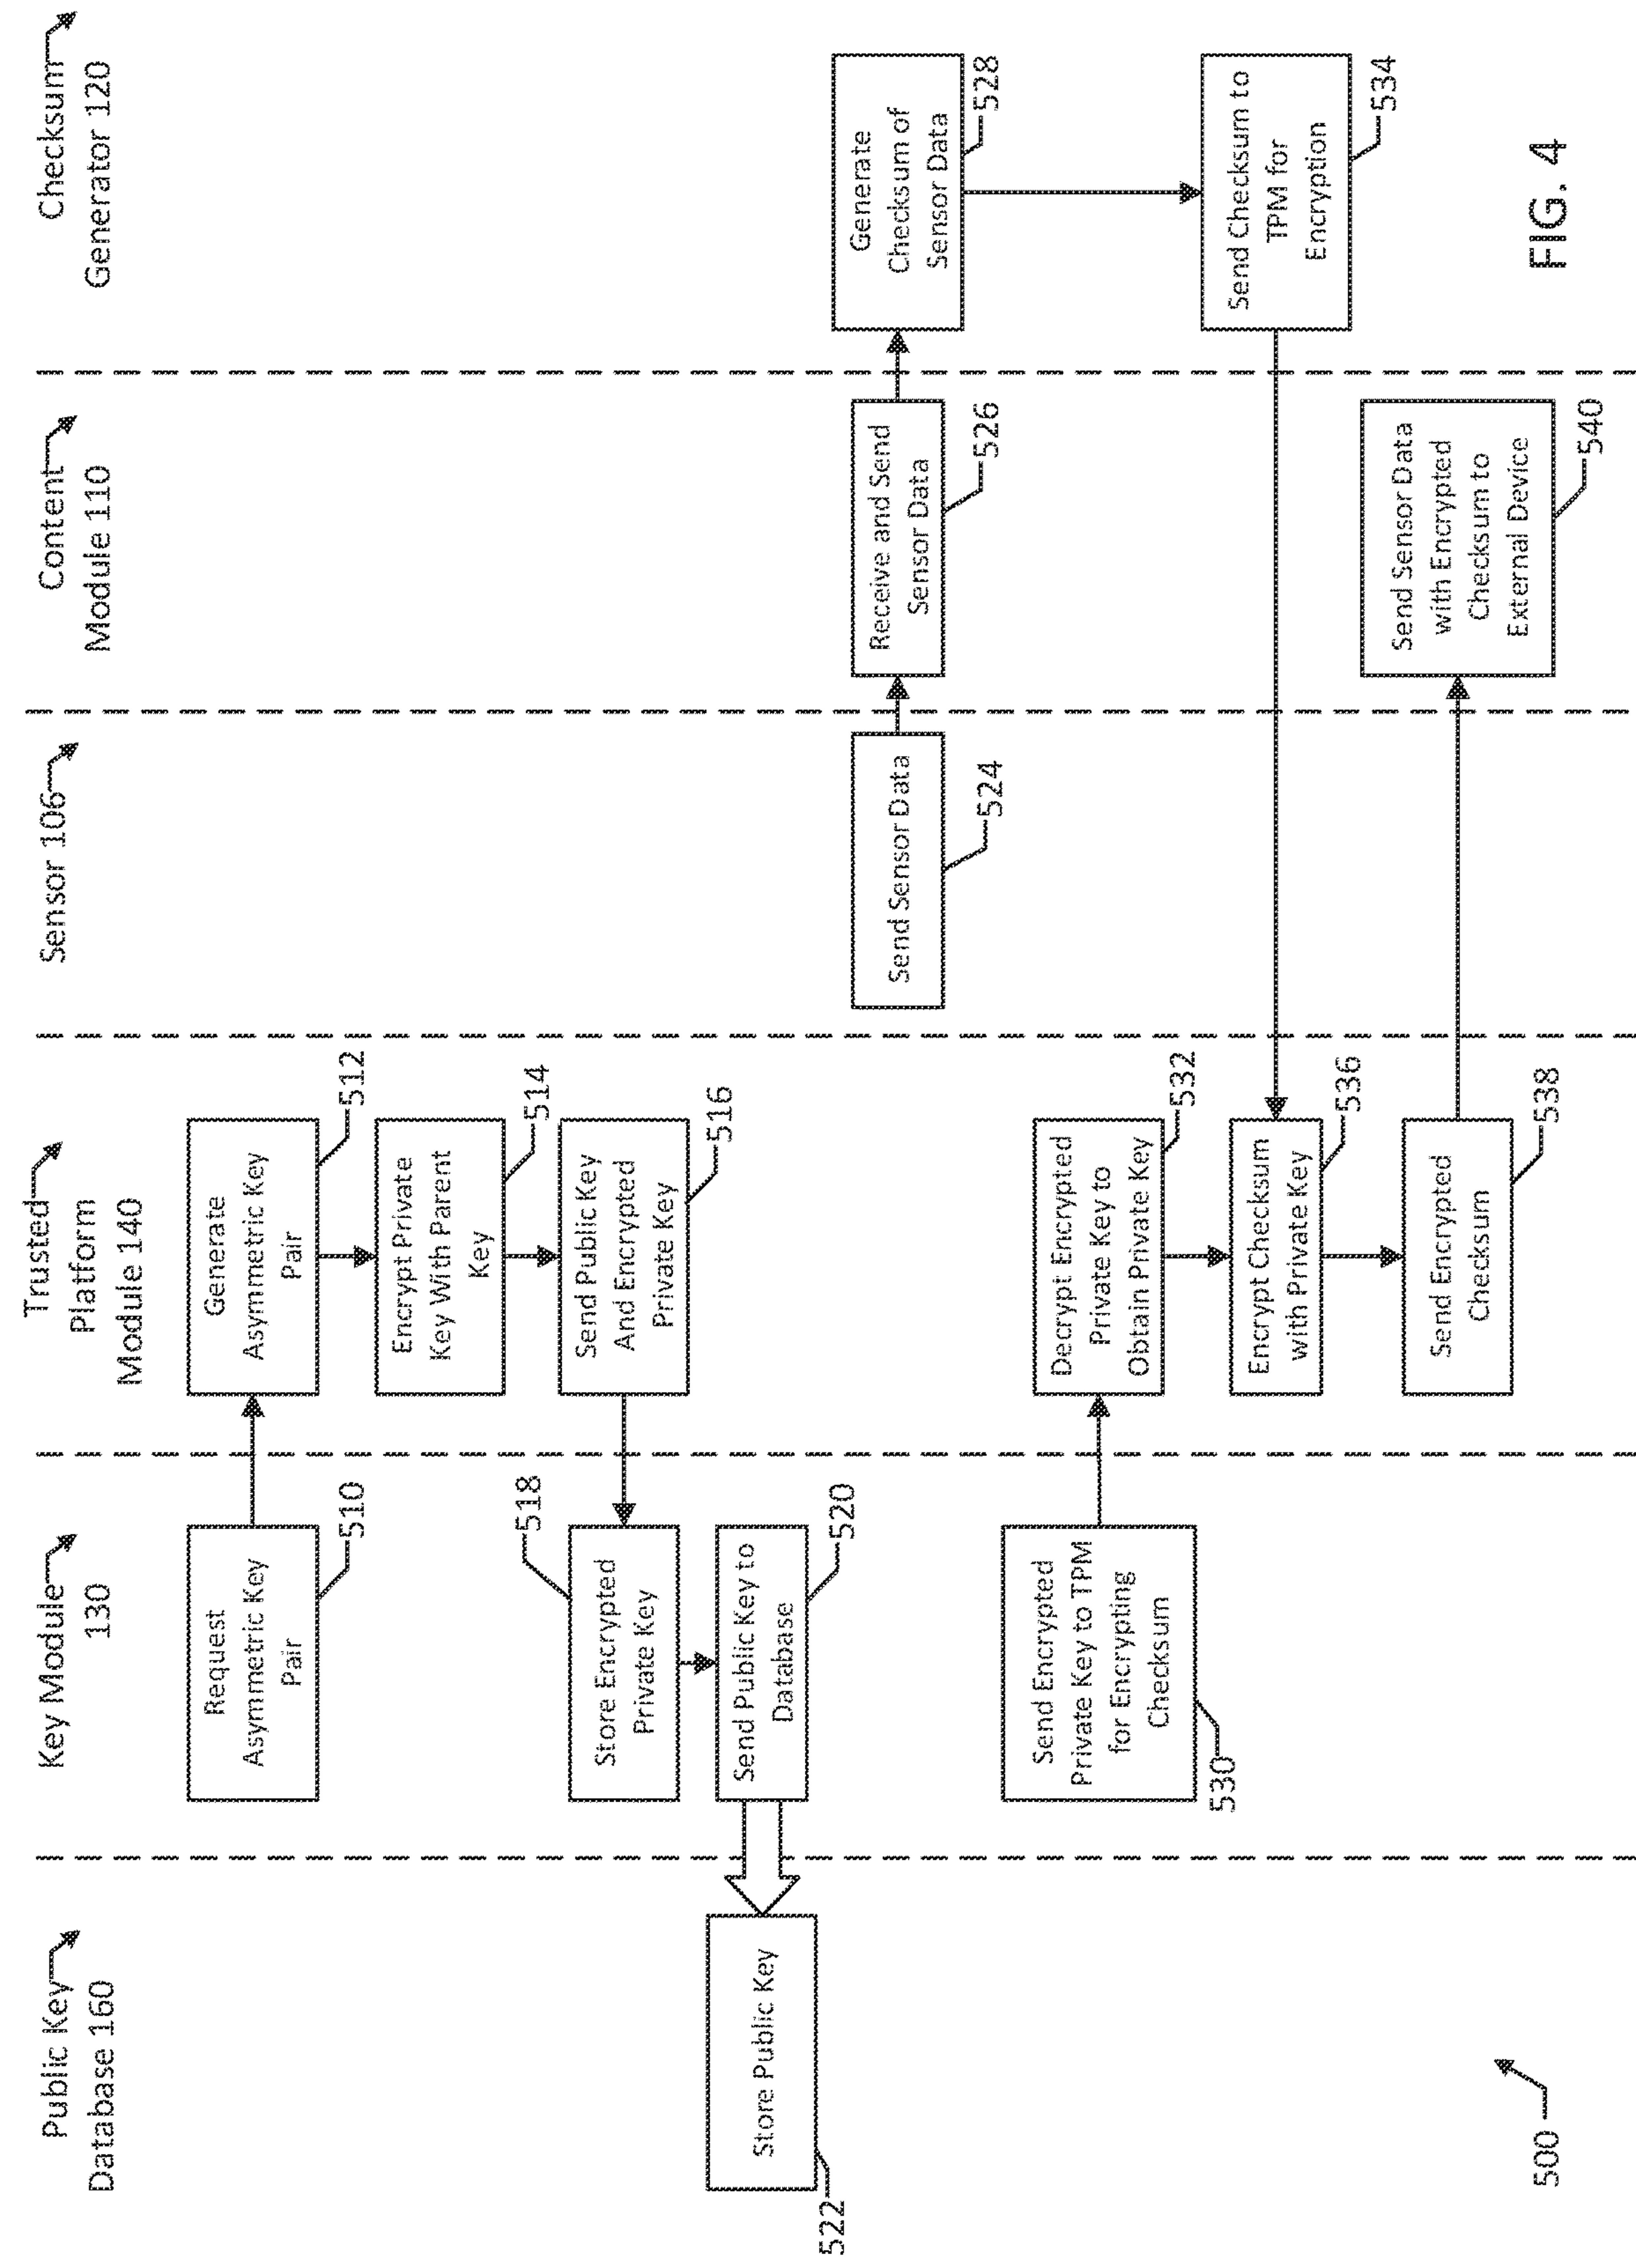 Public Key
Database 160
Key Module
130
Trusted
Platform
Module 140
Sensor 106
Content
Module 110
Checksum
Generator 120
Request
Asymmetric Key
Pair
510
Generate
Asymmetric Key
Pair
512
Encrypt Private
Key With Parent
Key
514
Send Public Key
And Encrypted
Private Key
516
Store Encrypted
Private Key
518
Send Public Key to
Database
520
Store Public Key
522
Send Sensor Data
524
Receive and Send
Sensor Data
526
Generate
Checksum of
Sensor Data
528
Send Encrypted
Private Key to TPM
for Encrypting
Checksum
530
Decrypt Encrypted
Private Key to
Obtain Private Key
532
Send Checksum to
TPM for
Encryption
534
Encrypt Checksum
with Private Key
536
Send Encrypted
Checksum
538
Send Sensor Data
with Encrypted
Checksum to
External Device
540
500
FIG. 4